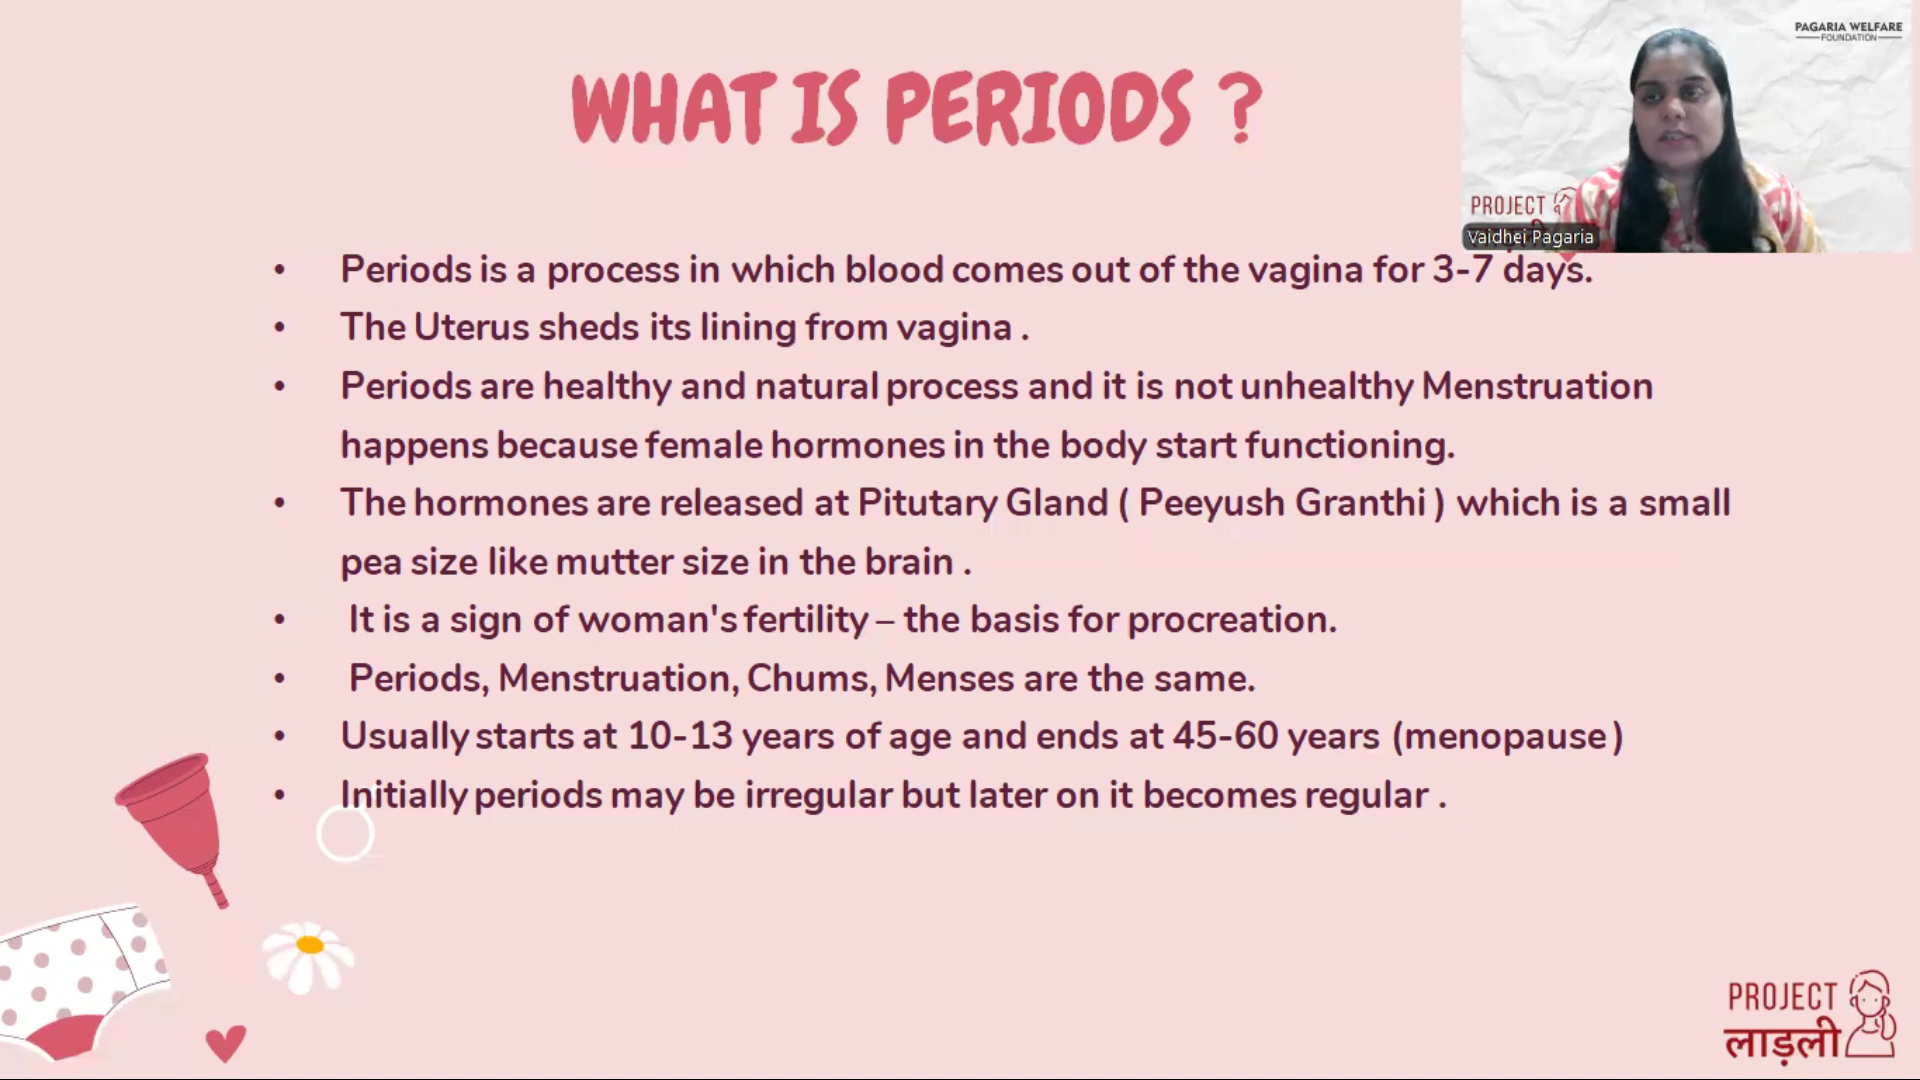 WHAT IS PERIODS ?
PAGARIA WELFARE
FOUNDATION
PROJECT
Vaidhei Pagaria
• Periods is a process in which blood comes out of the vagina for 3-7 days.
• The Uterus sheds its lining from vagina .
• Periods are healthy and natural process and it is not unhealthy Menstruation
happens because female hormones in the body start functioning.
• The hormones are released at Pitutary Gland ( Peeyush Granthi ) which is a small
pea size like mutter size in the brain .
• It is a sign of woman's fertility – the basis for procreation.
• Periods, Menstruation, Chums, Menses are the same.
• Usually starts at 10-13 years of age and ends at 45-60 years (menopause)
• Initially periods may be irregular but later on it becomes regular .
PROJECT
लाड़ली